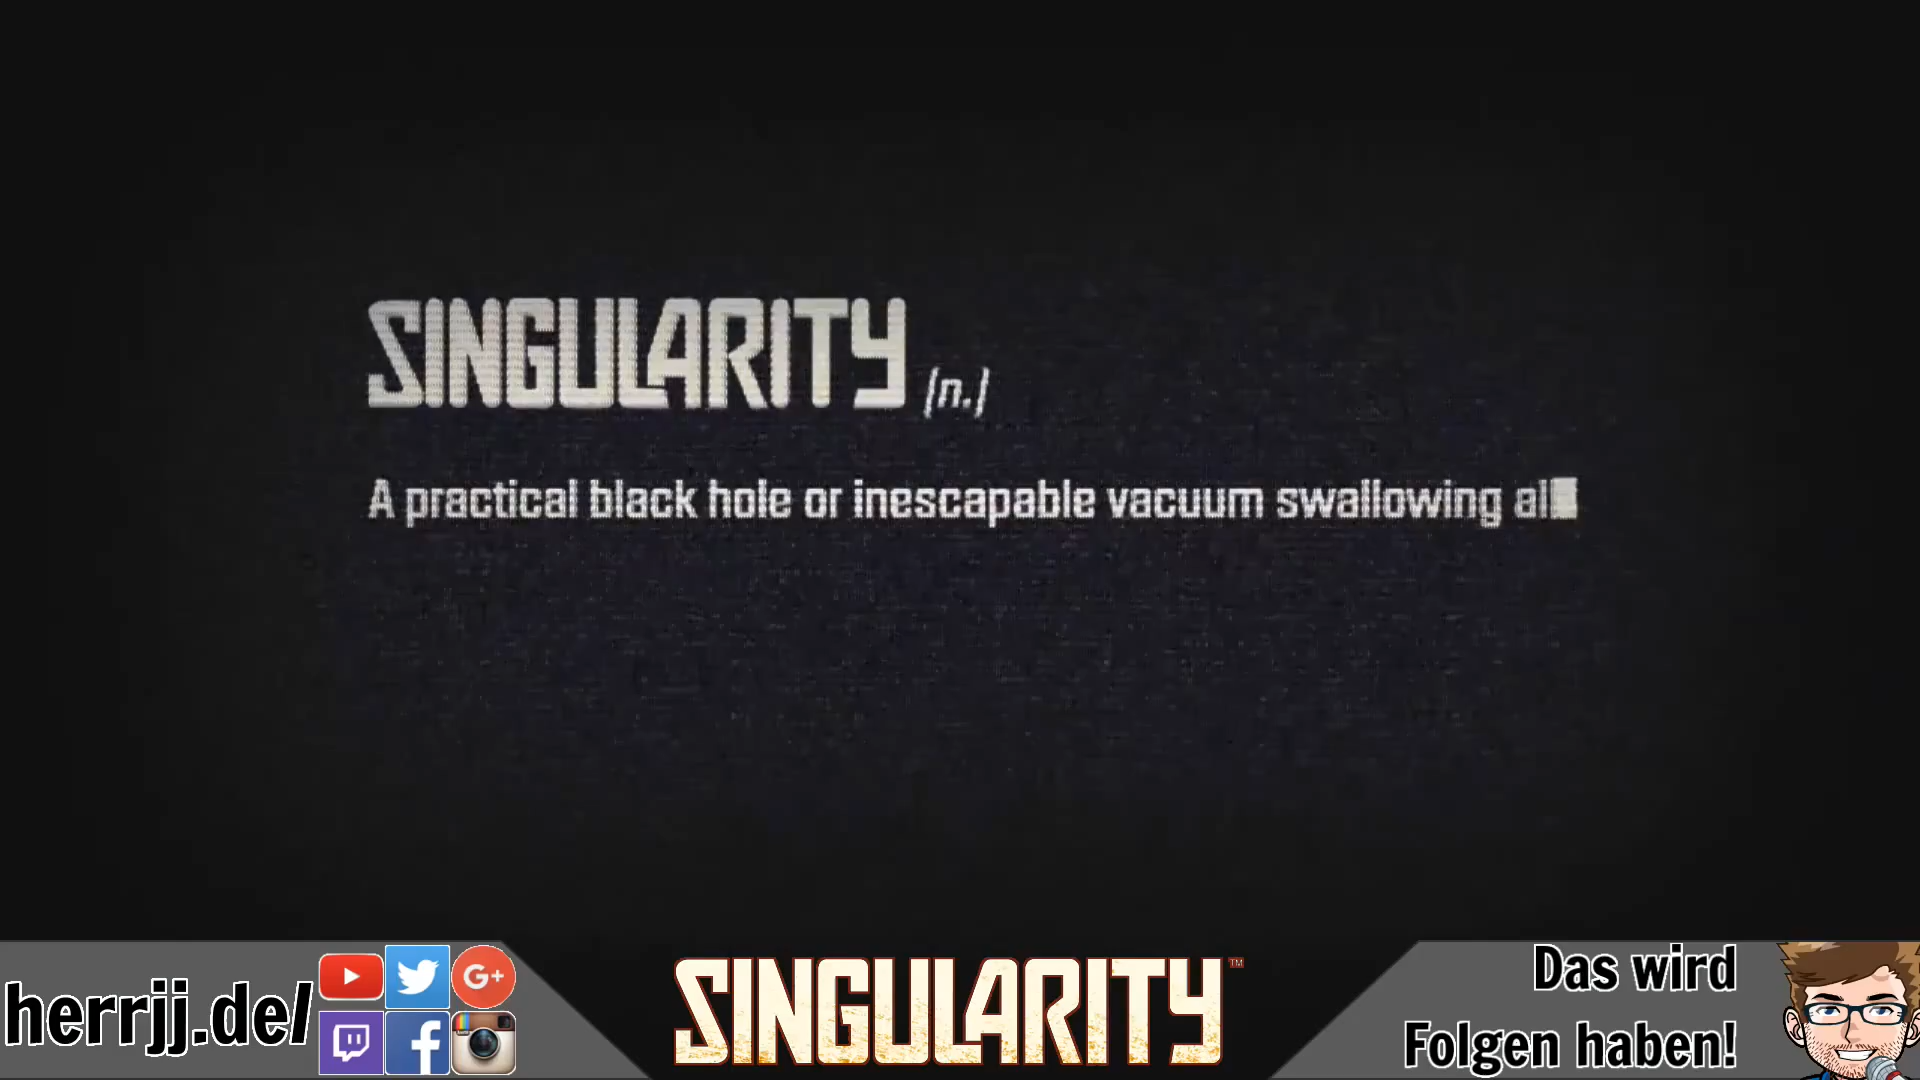 SINGULARITY /n./
A practical black hole or inescapable vacuum swallowing al
herrjj.de/
G+
SINGULARITY™
Das wird
Folgen haben!